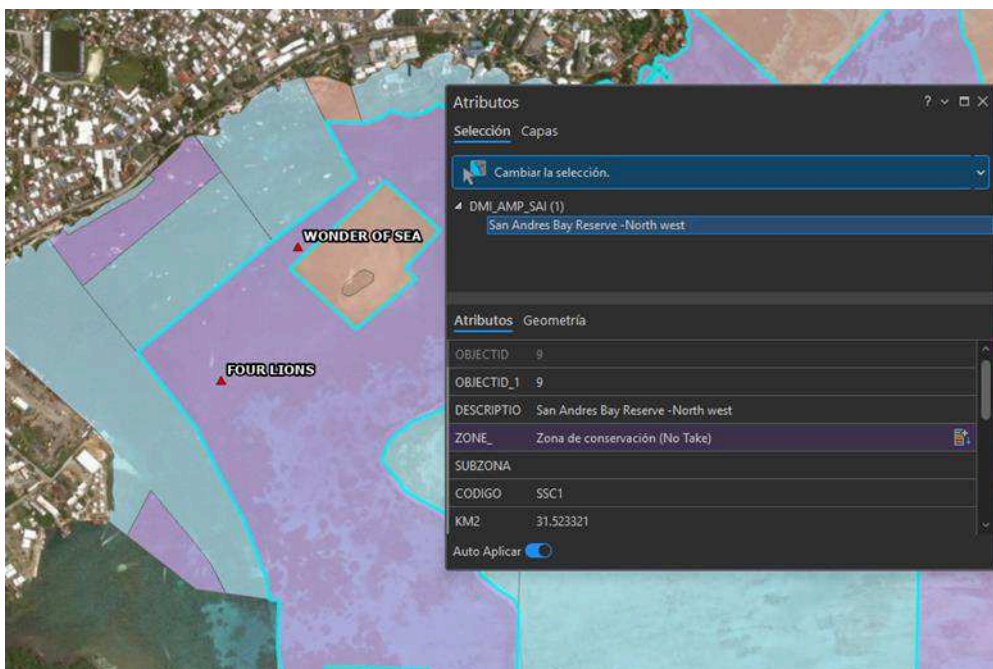 WONDER OF SEA
FOUR LIONS
Atributos
?
Selección Capas
Cambiar la selección.
DMI_AMP_SAI (1)
San Andres Bay Reserve -North west
Atributos Geometría
OBJECTID 9
OBJECTID_1 9
DESCRIPTIO San Andres Bay Reserve -North west
ZONE_ Zona de conservación (No Take)
SUBZONA
CODIGO SSC1
KM2 31.523321
Auto Aplicar